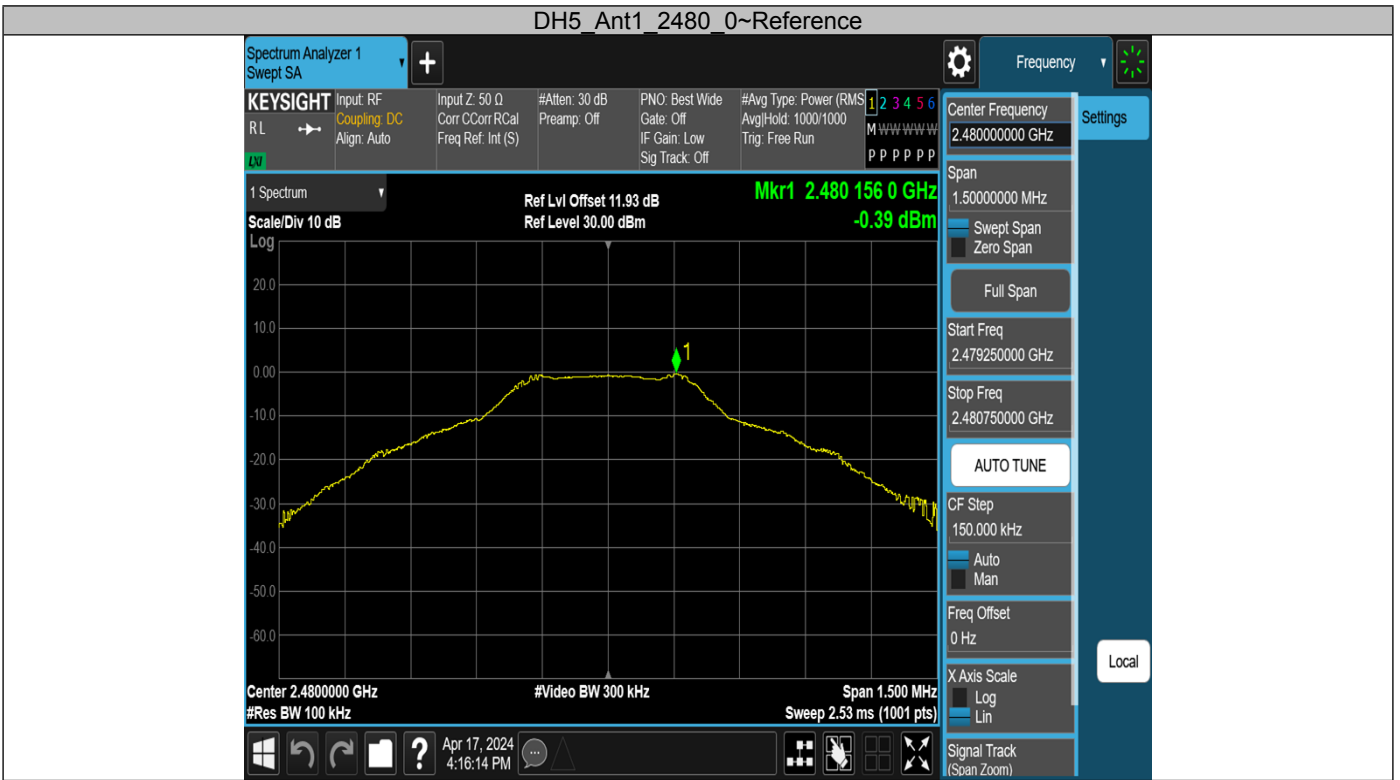 DH5_Ant1_2480_0~Reference
Spectrum Analyzer 1
Swept SA
+
Frequency
KEYSIGHT
R L
LXI
Input: RF
Coupling: DC
Align: Auto
Input Z: 50 Ω
Corr CCorr RCal
Freq Ref: Int (S)
#Atten: 30 dB
Preamp: Off
PNO: Best Wide
Gate: Off
IF Gain: Low
Sig Track: Off
#Avg Type: Power (RMS
Avg|Hold: 1000/1000
Trig: Free Run
1 2 3 4 5 6
M W W W W W
P P P P P P
1 Spectrum
Scale/Div 10 dB
Log
Ref Lvl Offset 11.93 dB
Ref Level 30.00 dBm
Mkr1 2.480 156 0 GHz
-0.39 dBm
20.0
10.0
0.00
-10.0
-20.0
-30.0
-40.0
-50.0
-60.0
1
Center 2.4800000 GHz
#Res BW 100 kHz
#Video BW 300 kHz
Span 1.500 MHz
Sweep 2.53 ms (1001 pts)
Center Frequency
2.480000000 GHz
Settings
Span
1.50000000 MHz
Swept Span
Zero Span
Full Span
Start Freq
2.479250000 GHz
Stop Freq
2.480750000 GHz
AUTO TUNE
CF Step
150.000 kHz
Auto
Man
Freq Offset
0 Hz
X Axis Scale
Log
Lin
Signal Track
(Span Zoom)
Local
?
Apr 17, 2024
4:16:14 PM